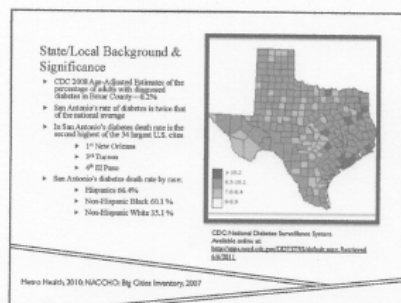 State/Local Background &
Significance
CDC 2008 Age-Adjusted Estimates of the
percentage of adults with diagnosed
diabetes in Bexar County—8.2%
San Antonio's rate of diabetes is twice that
of the national average
In San Antonio's diabetes death rate is the
second highest of the 54 largest U.S. cities
1st New Orleans
3rd Tucson
4th El Paso
San Antonio's diabetes death rate by race:
Hispanics 66.4%
Non-Hispanic Black 60.1 %
Non-Hispanic White 35.1 %
CDC: National Diabetes Surveillance System.
Available online at:
Retrieved
Metro Health, 2010; NACCHO: Big Cities Inventory, 2007